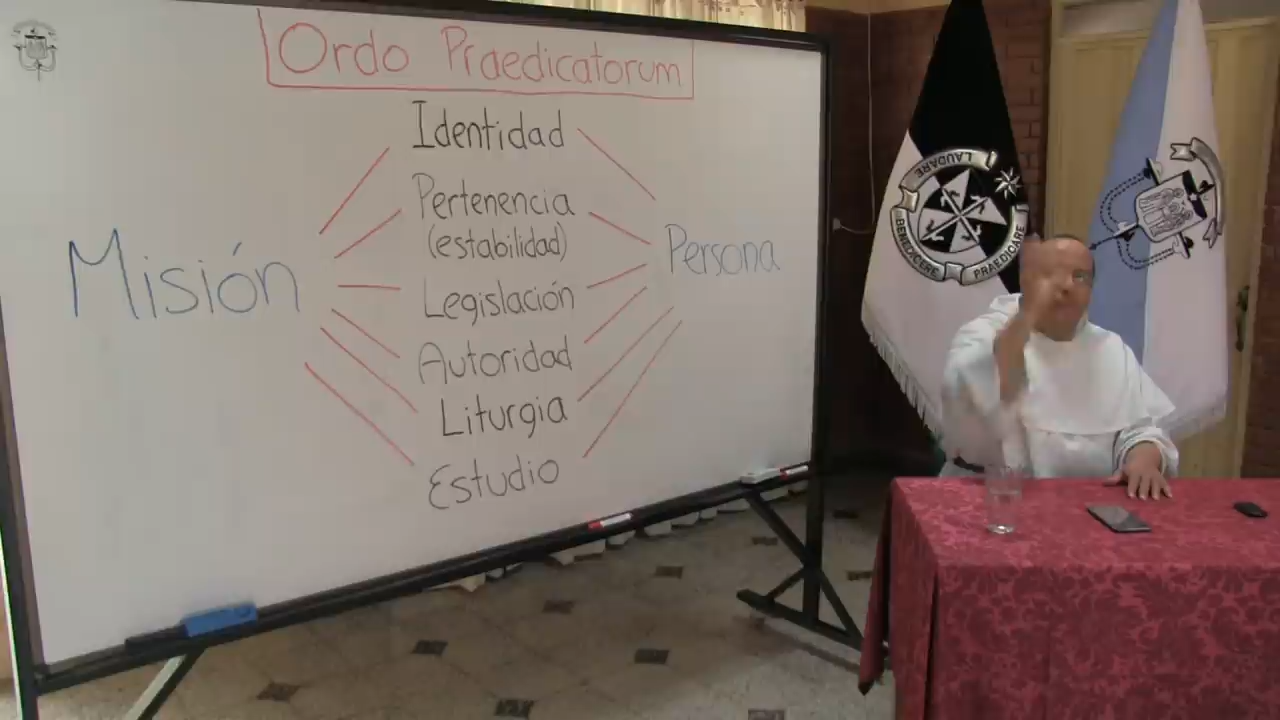 Ordo Praedicatorum
Identidad
Pertenencia
(estabilidad)
Misión
Persona
Legislación
Autoridad
Liturgia
Estudio
LAUDARE
BENEDICERE
PRAEDICARE